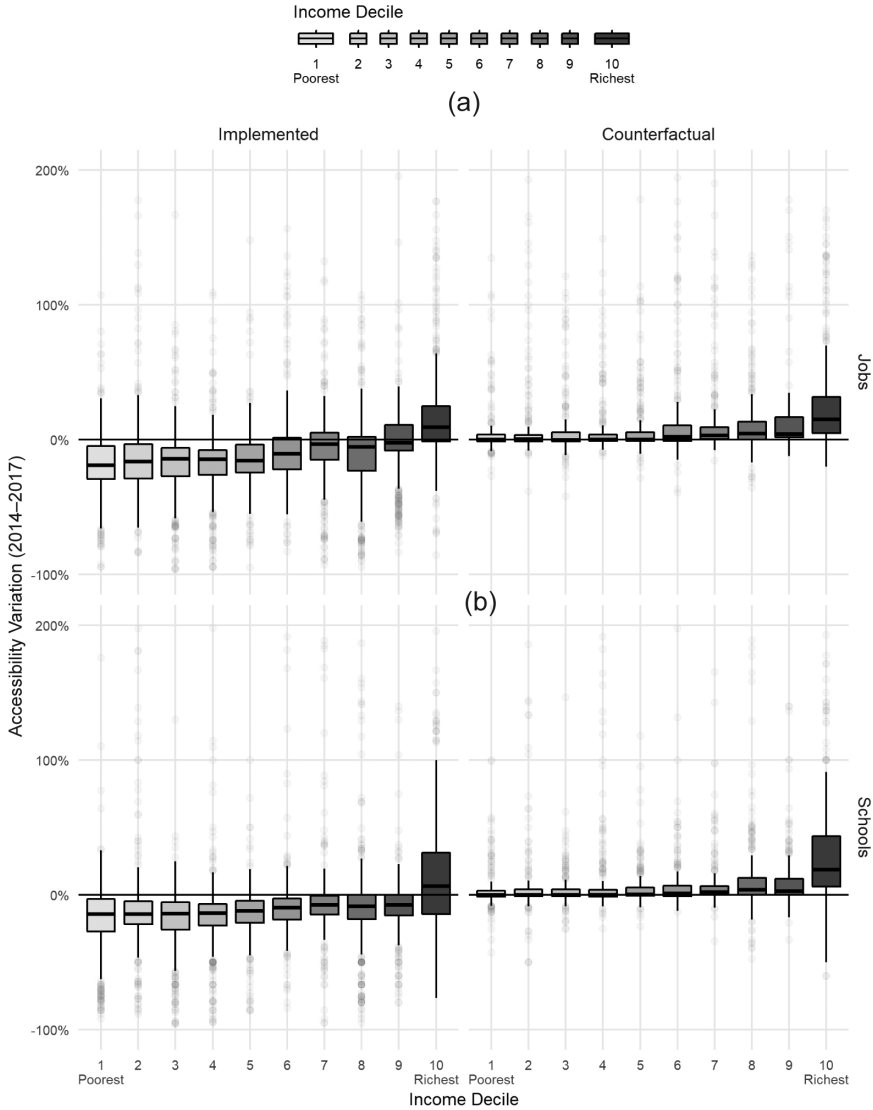 Income Decile
1 2 3 4 5 6 7 8 9 10
Poorest Richest
(a)
Implemented Counterfactual
200%
100%
0%
-100%
Jobs
(b)
200%
100%
0%
-100%
Schools
Accessibility Variation (2014–2017)
1 2 3 4 5 6 7 8 9 10 1 2 3 4 5 6 7 8 9 10
Poorest Richest Poorest Richest
Income Decile